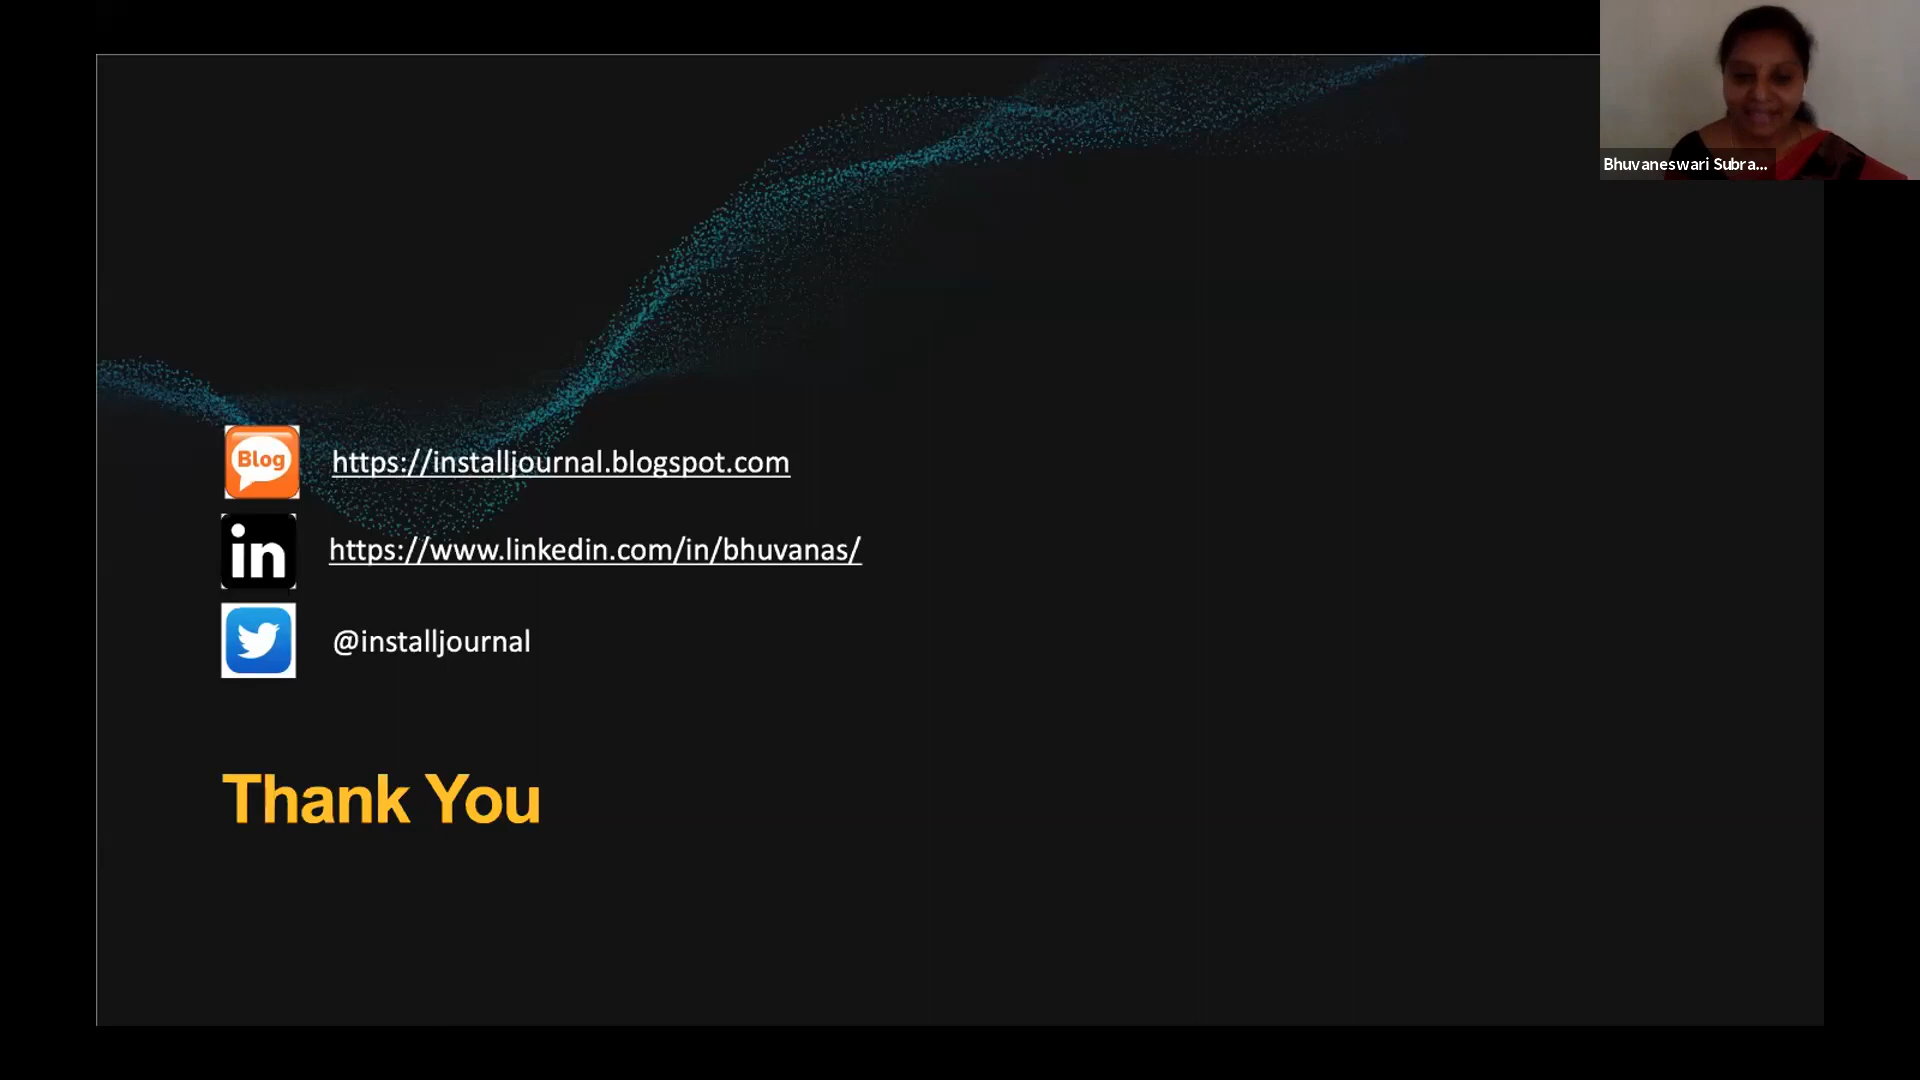 Bhuvaneswari Subra...
Blog
https://installjournal.blogspot.com
in
https://www.linkedin.com/in/bhuvanas/
@installjournal
Thank You